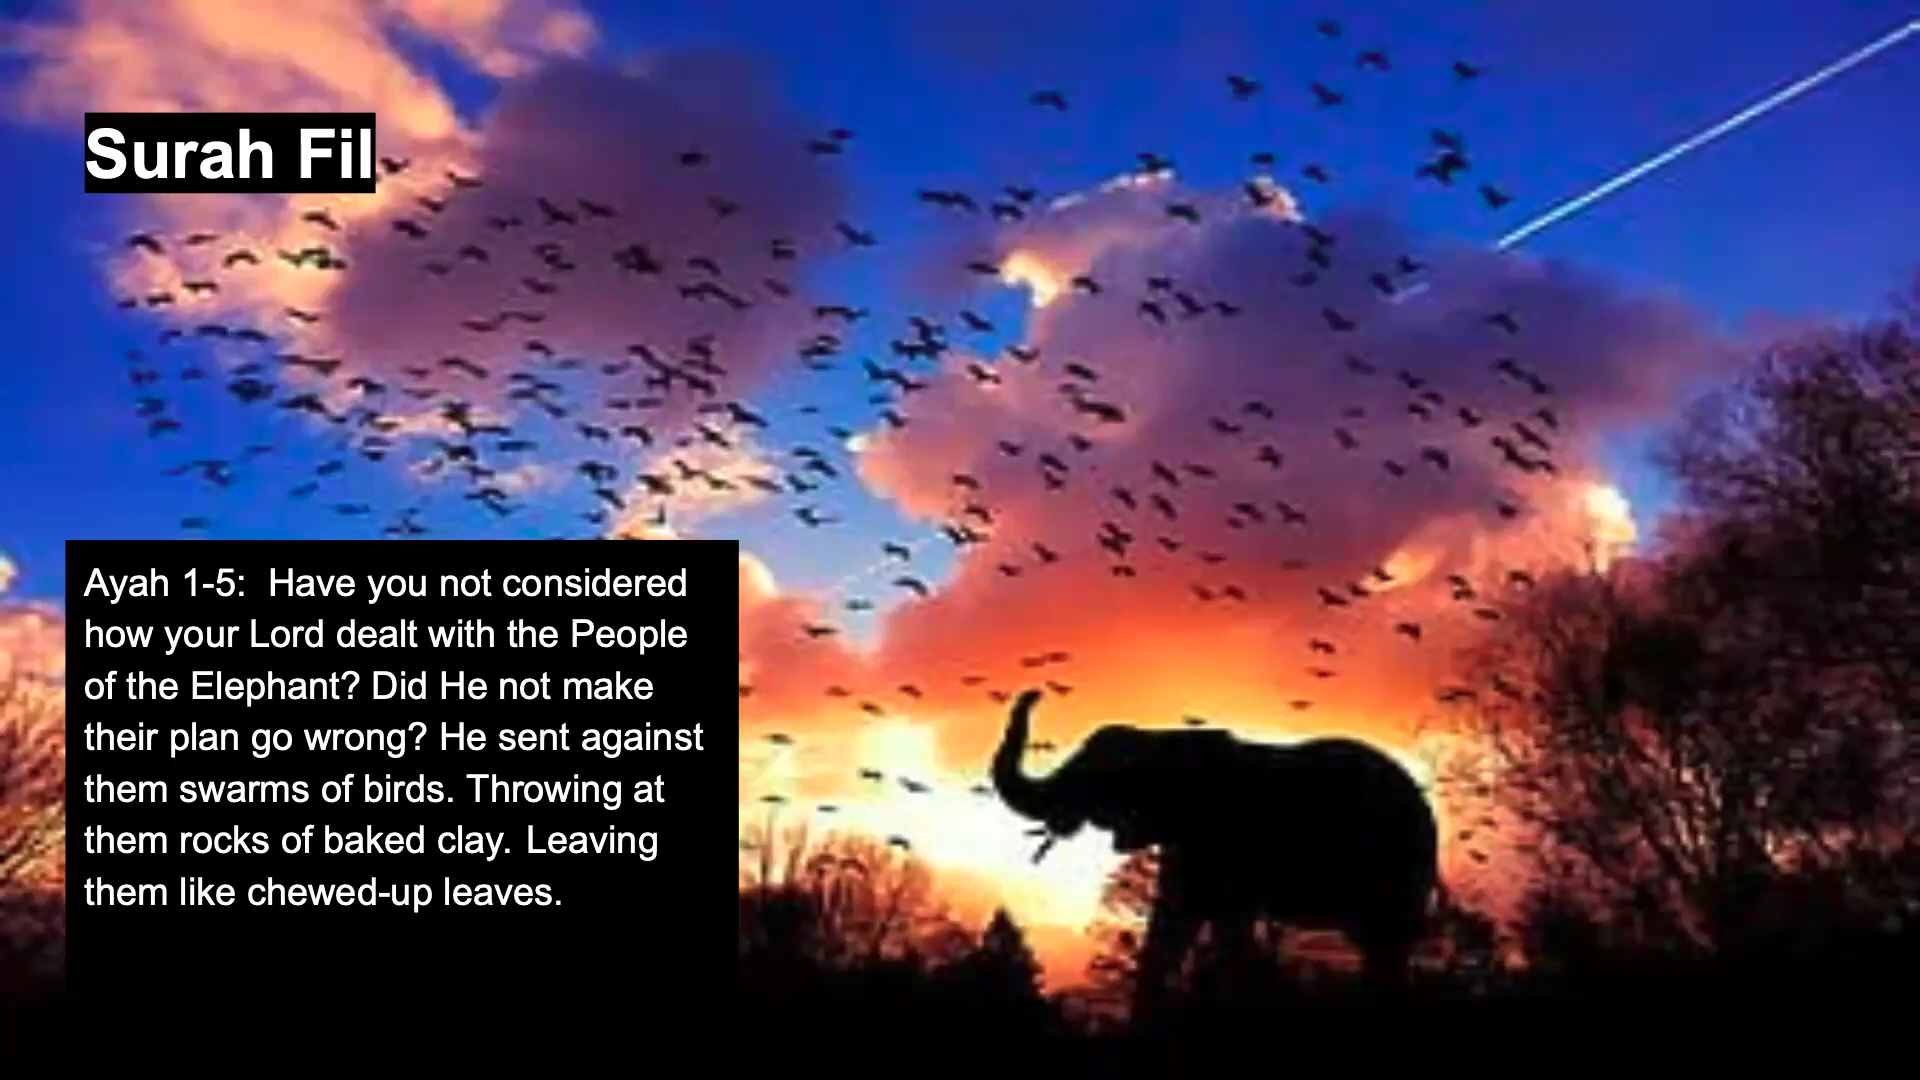 Surah Fil
Ayah 1-5:  Have you not considered
how your Lord dealt with the People
of the Elephant? Did He not make
their plan go wrong? He sent against
them swarms of birds. Throwing at
them rocks of baked clay. Leaving
them like chewed-up leaves.